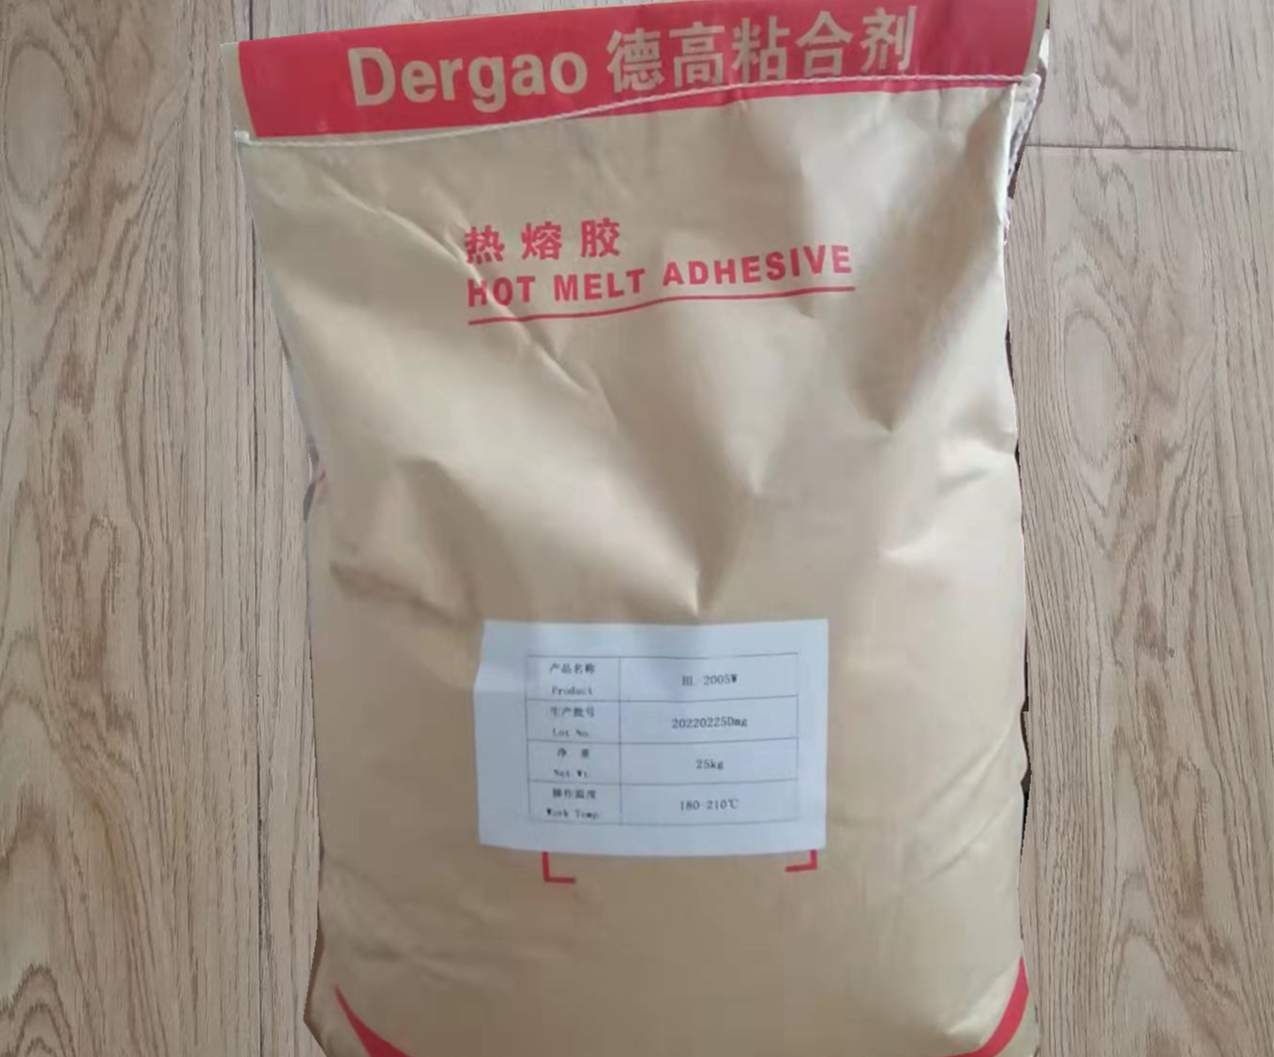 Dergao 德高粘合剂
热熔胶
HOT MELT ADHESIVE
产品名称
Product
HL 2005W
生产批号
Lot No.
20220225Dmg
净 重
Net Wt
25kg
操作温度
Work Temp
180-210℃